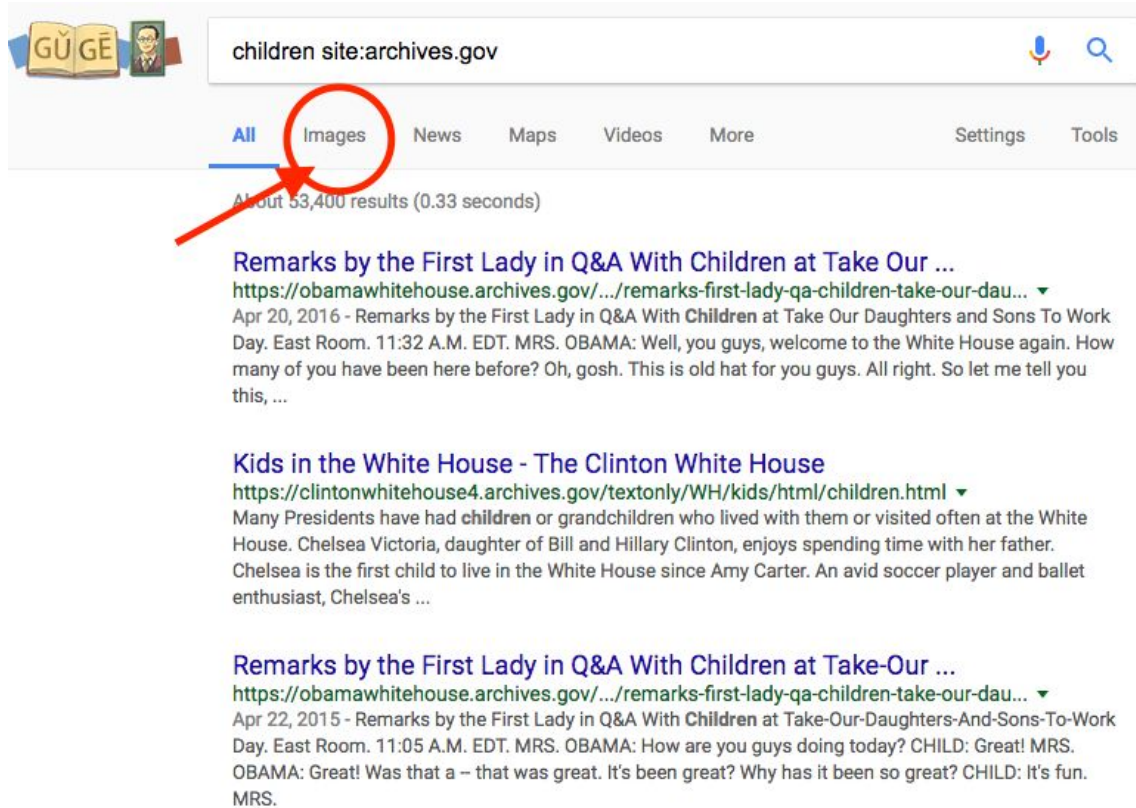 GǓ GĒ
children site:archives.gov
All Images News Maps Videos More Settings Tools
About 53,400 results (0.33 seconds)
Remarks by the First Lady in Q&A With Children at Take Our ...
https://obamawhitehouse.archives.gov/.../remarks-first-lady-qa-children-take-our-dau...
Apr 20, 2016 - Remarks by the First Lady in Q&A With Children at Take Our Daughters and Sons To Work
Day. East Room. 11:32 A.M. EDT. MRS. OBAMA: Well, you guys, welcome to the White House again. How
many of you have been here before? Oh, gosh. This is old hat for you guys. All right. So let me tell you
this, ...
Kids in the White House - The Clinton White House
https://clintonwhitehouse4.archives.gov/textonly/WH/kids/html/children.html
Many Presidents have had children or grandchildren who lived with them or visited often at the White
House. Chelsea Victoria, daughter of Bill and Hillary Clinton, enjoys spending time with her father.
Chelsea is the first child to live in the White House since Amy Carter. An avid soccer player and ballet
enthusiast, Chelsea's ...
Remarks by the First Lady in Q&A With Children at Take-Our ...
https://obamawhitehouse.archives.gov/.../remarks-first-lady-qa-children-take-our-dau...
Apr 22, 2015 - Remarks by the First Lady in Q&A With Children at Take-Our-Daughters-And-Sons-To-Work
Day. East Room. 11:05 A.M. EDT. MRS. OBAMA: How are you guys doing today? CHILD: Great! MRS.
OBAMA: Great! Was that a -- that was great. It's been great? Why has it been so great? CHILD: It's fun.
MRS.